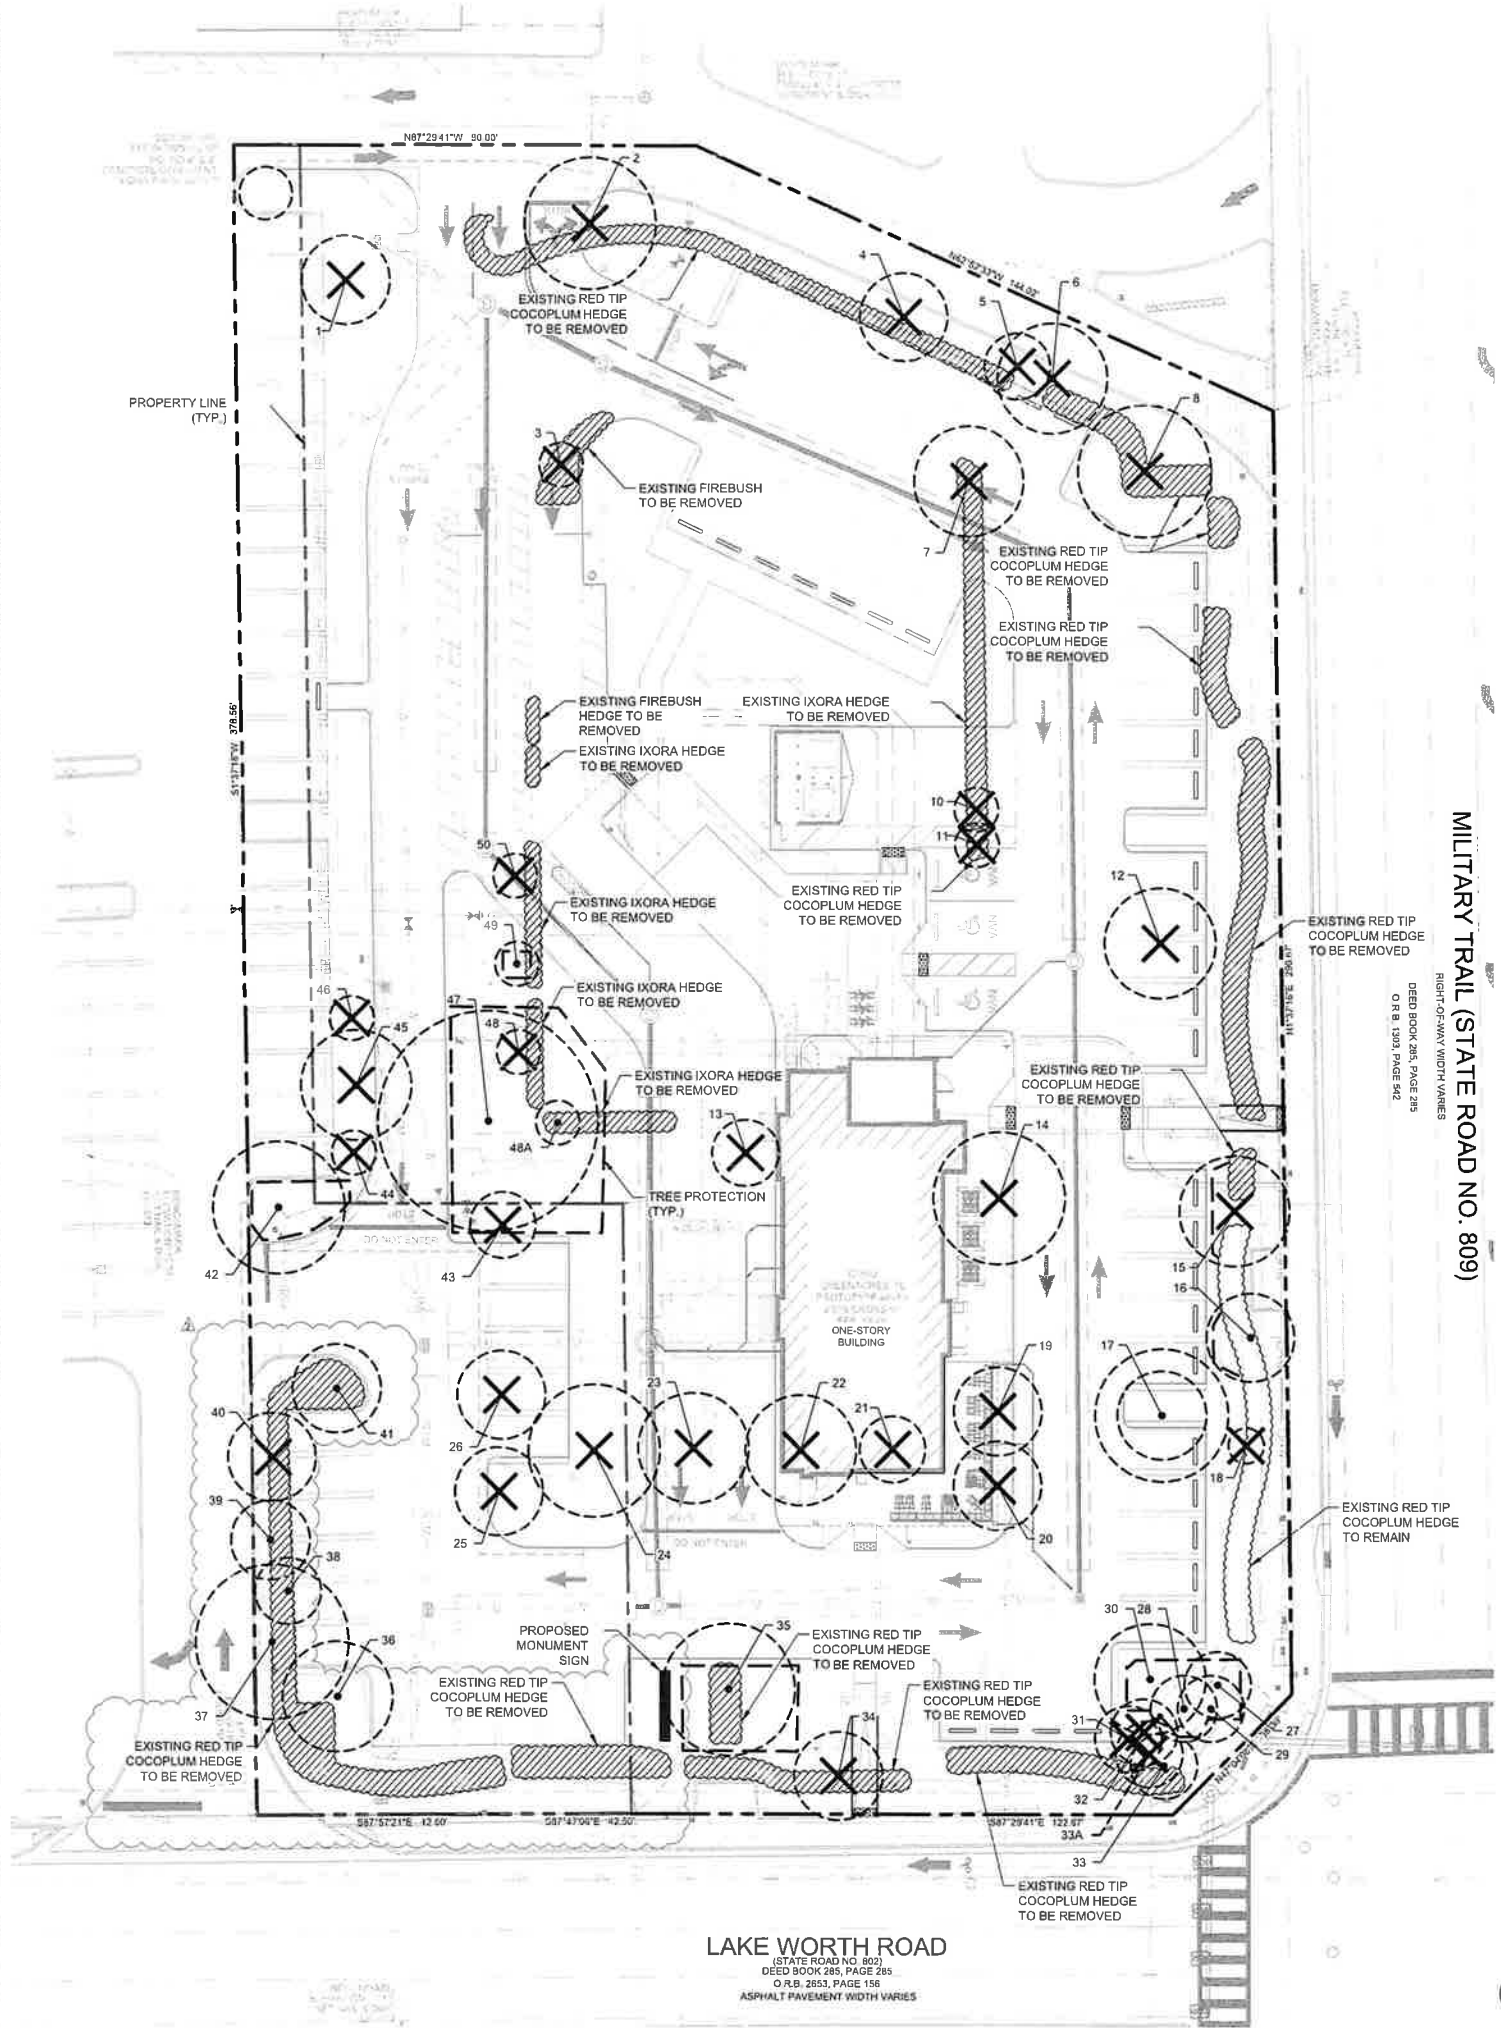 N87°29'41"W 90.00'
2
1
EXISTING RED TIP
COCOPLUM HEDGE
TO BE REMOVED
4
N62°57'33"W 144.02'
5
6
8
PROPERTY LINE
(TYP.)
3
EXISTING FIREBUSH
TO BE REMOVED
7
EXISTING RED TIP
COCOPLUM HEDGE
TO BE REMOVED
EXISTING RED TIP
COCOPLUM HEDGE
TO BE REMOVED
EXISTING FIREBUSH
HEDGE TO BE
REMOVED
EXISTING IXORA HEDGE
TO BE REMOVED
EXISTING IXORA HEDGE
TO BE REMOVED
378.56'
10
11
50
EXISTING RED TIP
COCOPLUM HEDGE
TO BE REMOVED
12
EXISTING IXORA HEDGE
TO BE REMOVED
49
EXISTING RED TIP
COCOPLUM HEDGE
TO BE REMOVED
MILITARY TRAIL (STATE ROAD NO. 809)
RIGHT-OF-WAY WIDTH VARIES
DEED BOOK 285, PAGE 285
O.R.B. 1303, PAGE 542
46
47
48
45
EXISTING IXORA HEDGE
TO BE REMOVED
EXISTING IXORA HEDGE
TO BE REMOVED
EXISTING RED TIP
COCOPLUM HEDGE
TO BE REMOVED
13
14
48A
44
TREE PROTECTION
(TYP.)
DO NOT ENTER
42
43
15
16
ONE-STORY
BUILDING
17
19
40
41
26
23
22
21
18
39
25
24
20
EXISTING RED TIP
COCOPLUM HEDGE
TO REMAIN
DO NOT ENTER
38
37
36
PROPOSED
MONUMENT
SIGN
35
EXISTING RED TIP
COCOPLUM HEDGE
TO BE REMOVED
30
28
EXISTING RED TIP
COCOPLUM HEDGE
TO BE REMOVED
EXISTING RED TIP
COCOPLUM HEDGE
TO BE REMOVED
34
31
27
29
EXISTING RED TIP
COCOPLUM HEDGE
TO BE REMOVED
32
33A
33
S87°57'21"E 12.60'
S87°47'06"E 42.50'
S87°29'41"E 122.67'
EXISTING RED TIP
COCOPLUM HEDGE
TO BE REMOVED
LAKE WORTH ROAD
(STATE ROAD NO. 802)
DEED BOOK 285, PAGE 285
O.R.B. 2653, PAGE 156
ASPHALT PAVEMENT WIDTH VARIES